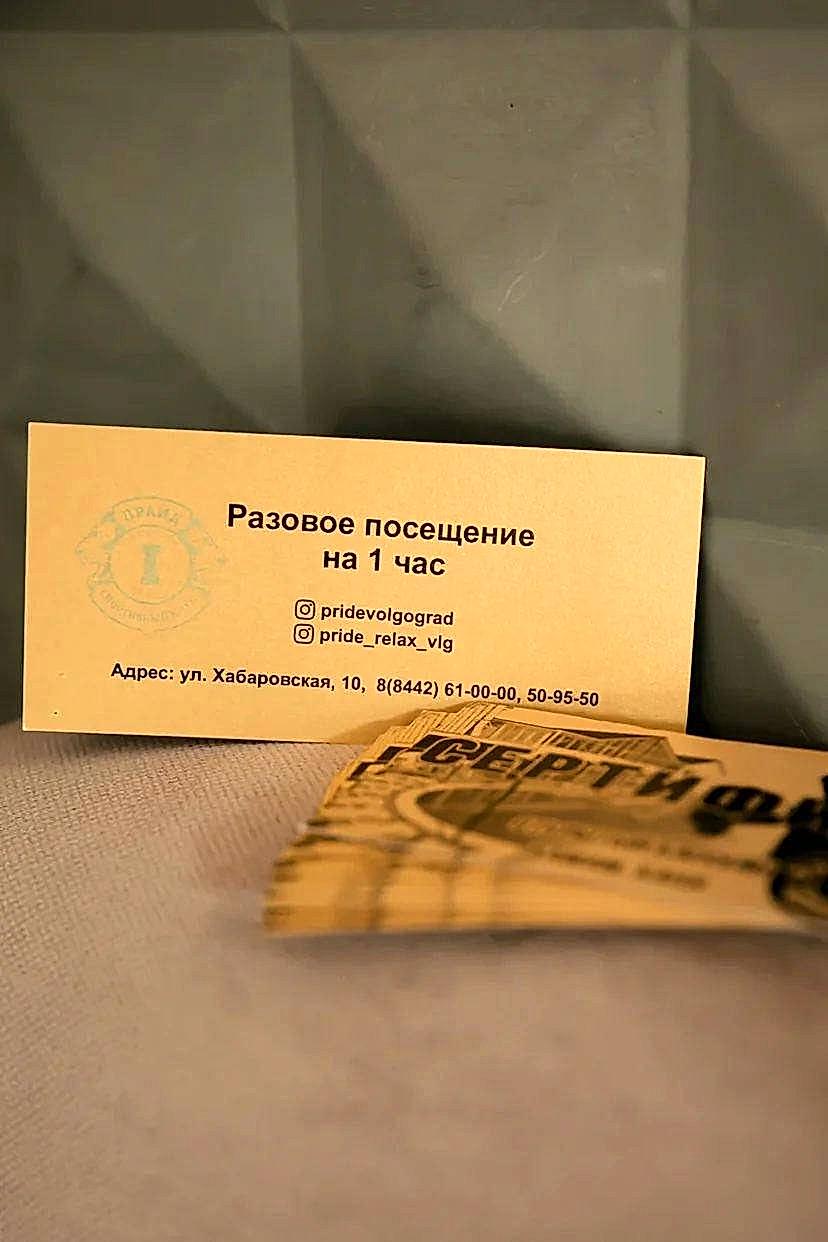 ПРАЙД
Разовое посещение
на 1 час
pridevolgograd
pride_relax_vlg
Адрес: ул. Хабаровская, 10, 8(8442) 61-00-00, 50-95-50